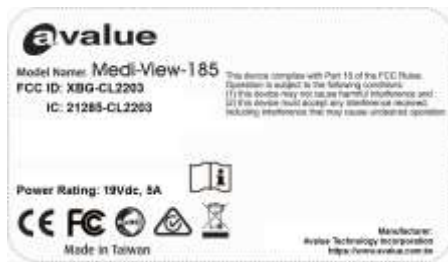 avalue
Model Name: Medi-View-185
FCC ID: XBG-CL2203
IC: 21285-CL2203
This device complies with Part 15 of the FCC Rules.
Operation is subject to the following conditions:
(1) this device may not cause harmful interference and
(2) this device must accept any interference received,
including interference that may cause undesired operation
Power Rating: 19Vdc, 5A
CE FC
Made in Taiwan
Manufacturer:
Avalue Technology Incorporation
https://www.avalue.com.tw